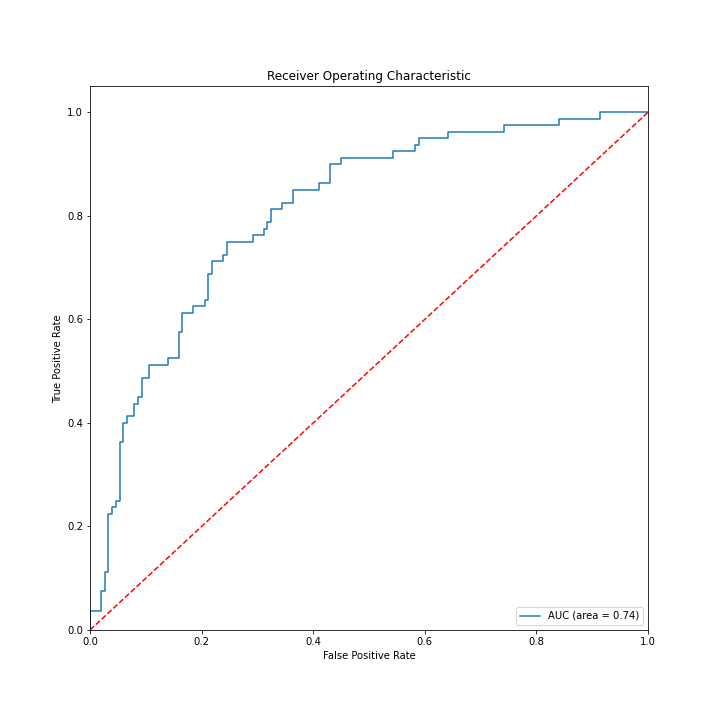 Receiver Operating Characteristic
True Positive Rate
1.0
0.8
0.6
0.4
0.2
0.0
AUC (area = 0.74)
0.0 0.2 0.4 0.6 0.8 1.0
False Positive Rate